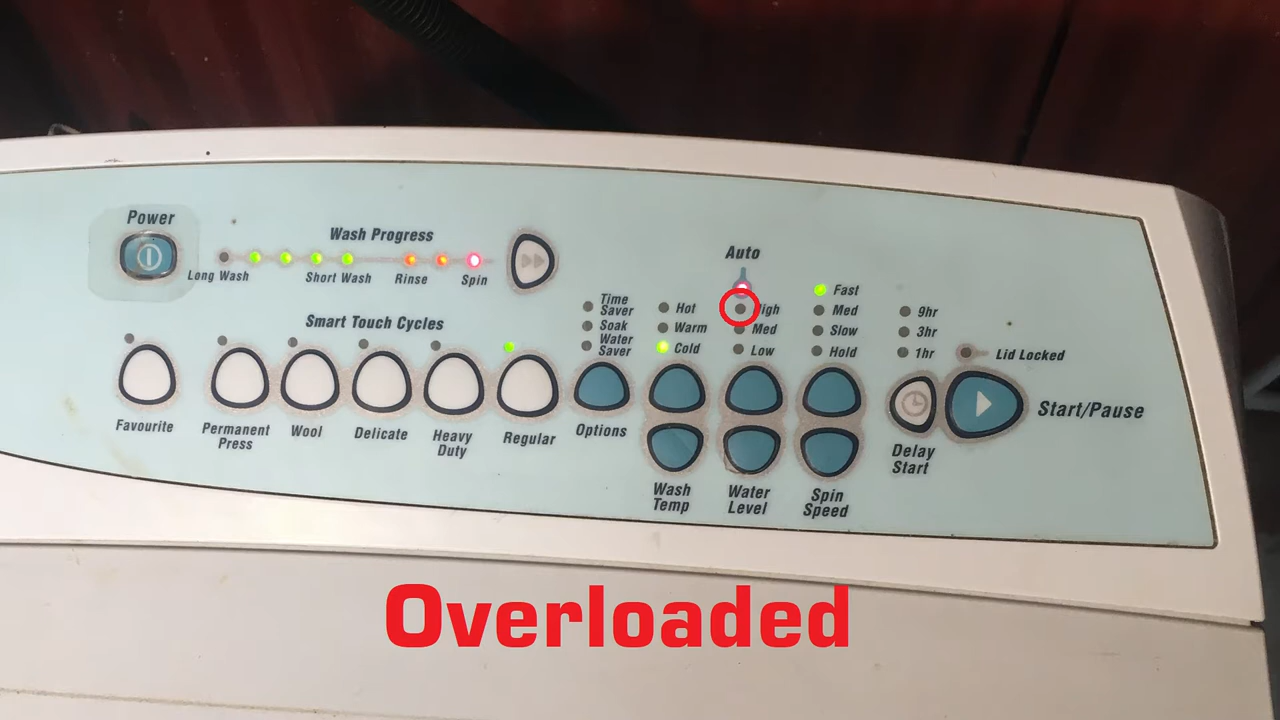 Power
Wash Progress
Long Wash
Short Wash
Rinse
Spin
Auto
Smart Touch Cycles
Time
Saver
Soak
Water
Saver
Hot
Warm
Cold
High
Med
Low
Fast
Med
Slow
Hold
9hr
3hr
1hr
Lid Locked
Start/Pause
Favourite
Permanent
Press
Wool
Delicate
Heavy
Duty
Regular
Options
Wash
Temp
Water
Level
Spin
Speed
Delay
Start
Overloaded